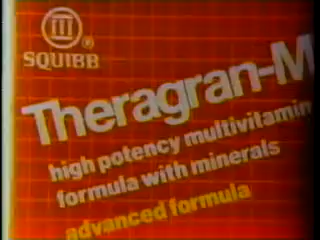 SQUIBB®
Theragran-M
high potency multivitamin
formula with minerals
advanced formula